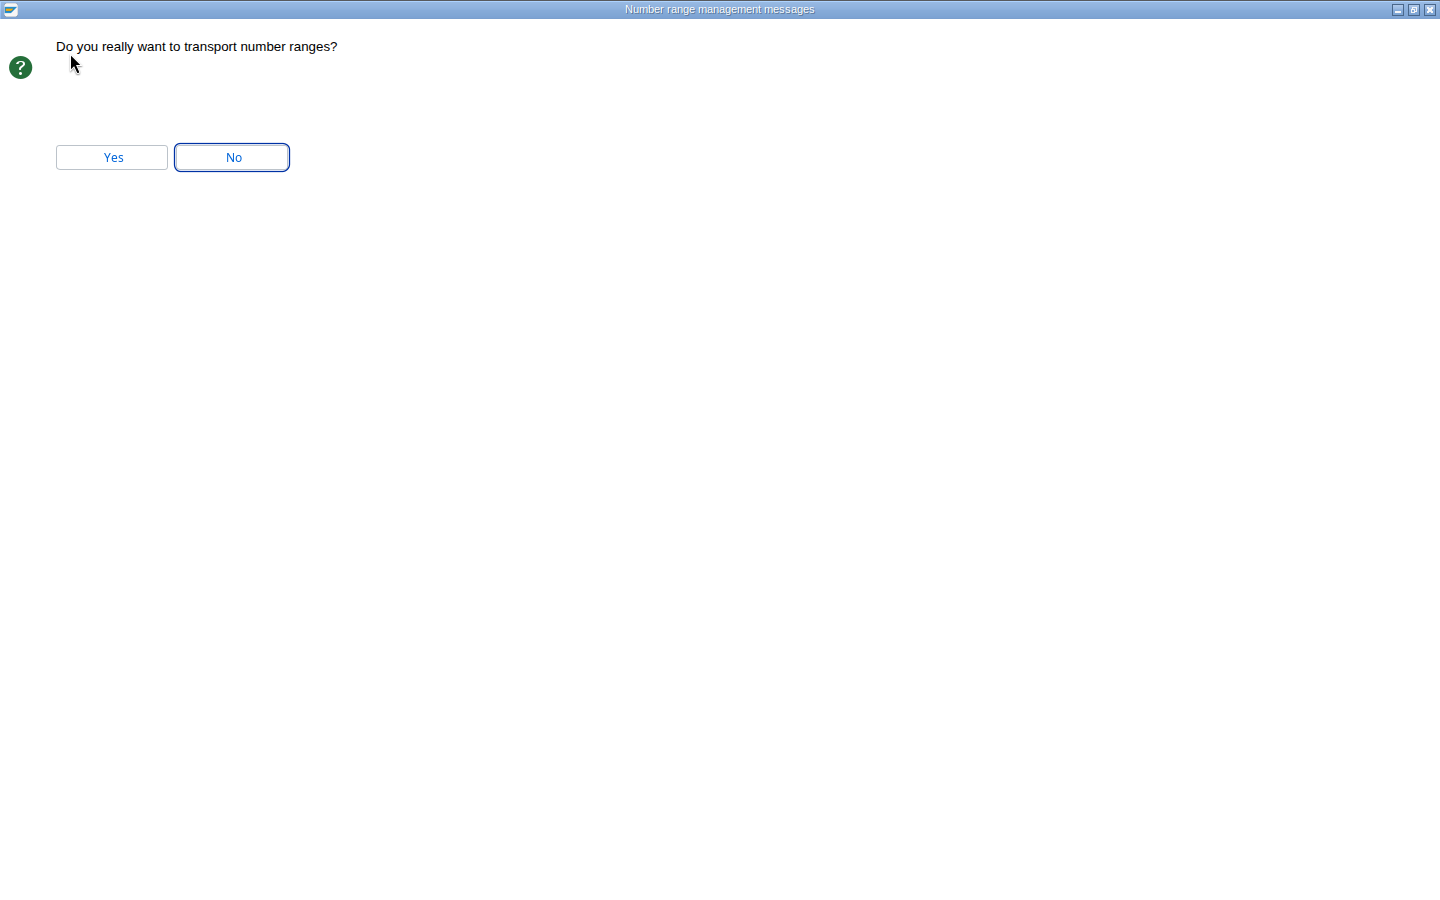 Number range management messages
Do you really want to transport number ranges?
?
Yes
No